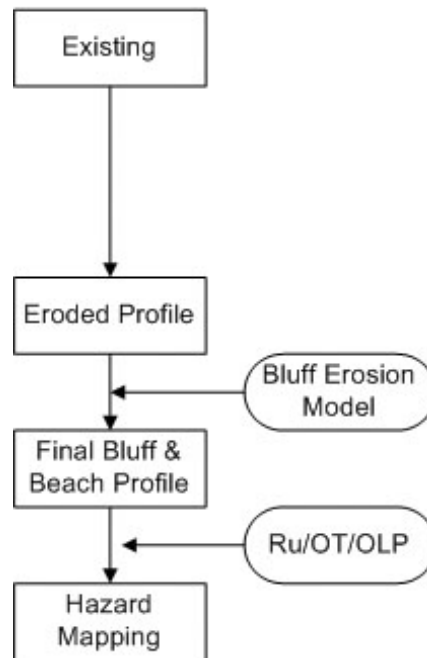 Existing
Eroded Profile
Bluff Erosion
Model
Final Bluff &
Beach Profile
Ru/OT/OLP
Hazard
Mapping